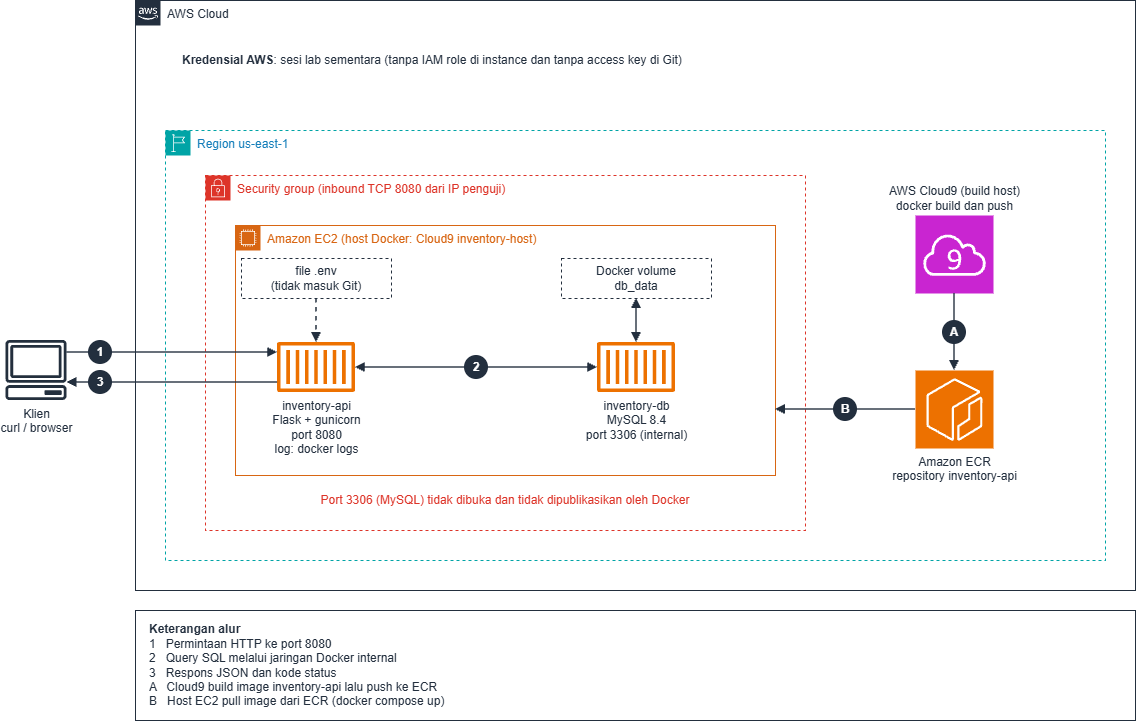 aws
AWS Cloud
Kredensial AWS: sesi lab sementara (tanpa IAM role di instance dan tanpa access key di Git)
Region us-east-1
Security group (inbound TCP 8080 dari IP penguji)
AWS Cloud9 (build host)
docker build dan push
9
Amazon EC2 (host Docker: Cloud9 inventory-host)
file .env
(tidak masuk Git)
Docker volume
db_data
A
1
2
3
Klien
curl / browser
inventory-api
Flask + gunicorn
port 8080
log: docker logs
inventory-db
MySQL 8.4
port 3306 (internal)
B
Amazon ECR
repository inventory-api
Port 3306 (MySQL) tidak dibuka dan tidak dipublikasikan oleh Docker
Keterangan alur
1 Permintaan HTTP ke port 8080
2 Query SQL melalui jaringan Docker internal
3 Respons JSON dan kode status
A Cloud9 build image inventory-api lalu push ke ECR
B Host EC2 pull image dari ECR (docker compose up)